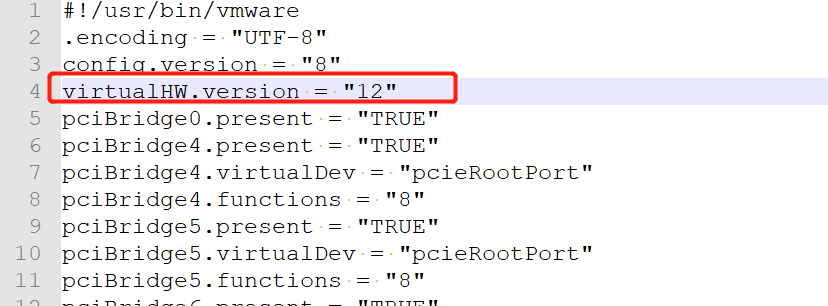 1 #!/usr/bin/vmware
2 .encoding = "UTF-8"
3 config.version = "8"
4 virtualHW.version = "12"
5 pciBridge0.present = "TRUE"
6 pciBridge4.present = "TRUE"
7 pciBridge4.virtualDev = "pcieRootPort"
8 pciBridge4.functions = "8"
9 pciBridge5.present = "TRUE"
10 pciBridge5.virtualDev = "pcieRootPort"
11 pciBridge5.functions = "8"
12 pciBridge6.present = "TRUE"